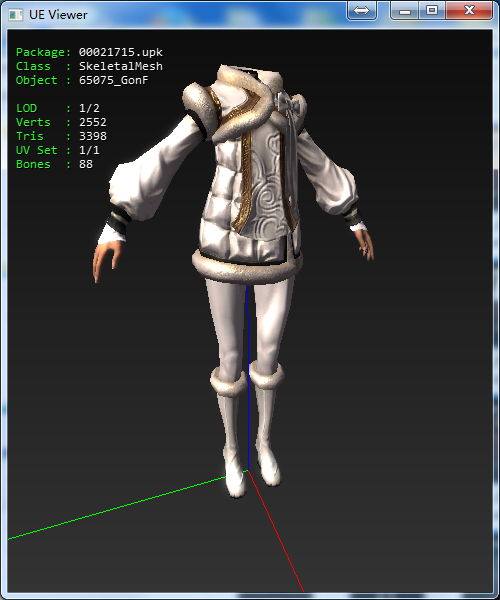 UE Viewer
Package: 00021715.upk
Class : SkeletalMesh
Object : 65075_GonF
LOD : 1/2
Verts : 2552
Tris : 3398
UV Set : 1/1
Bones : 88